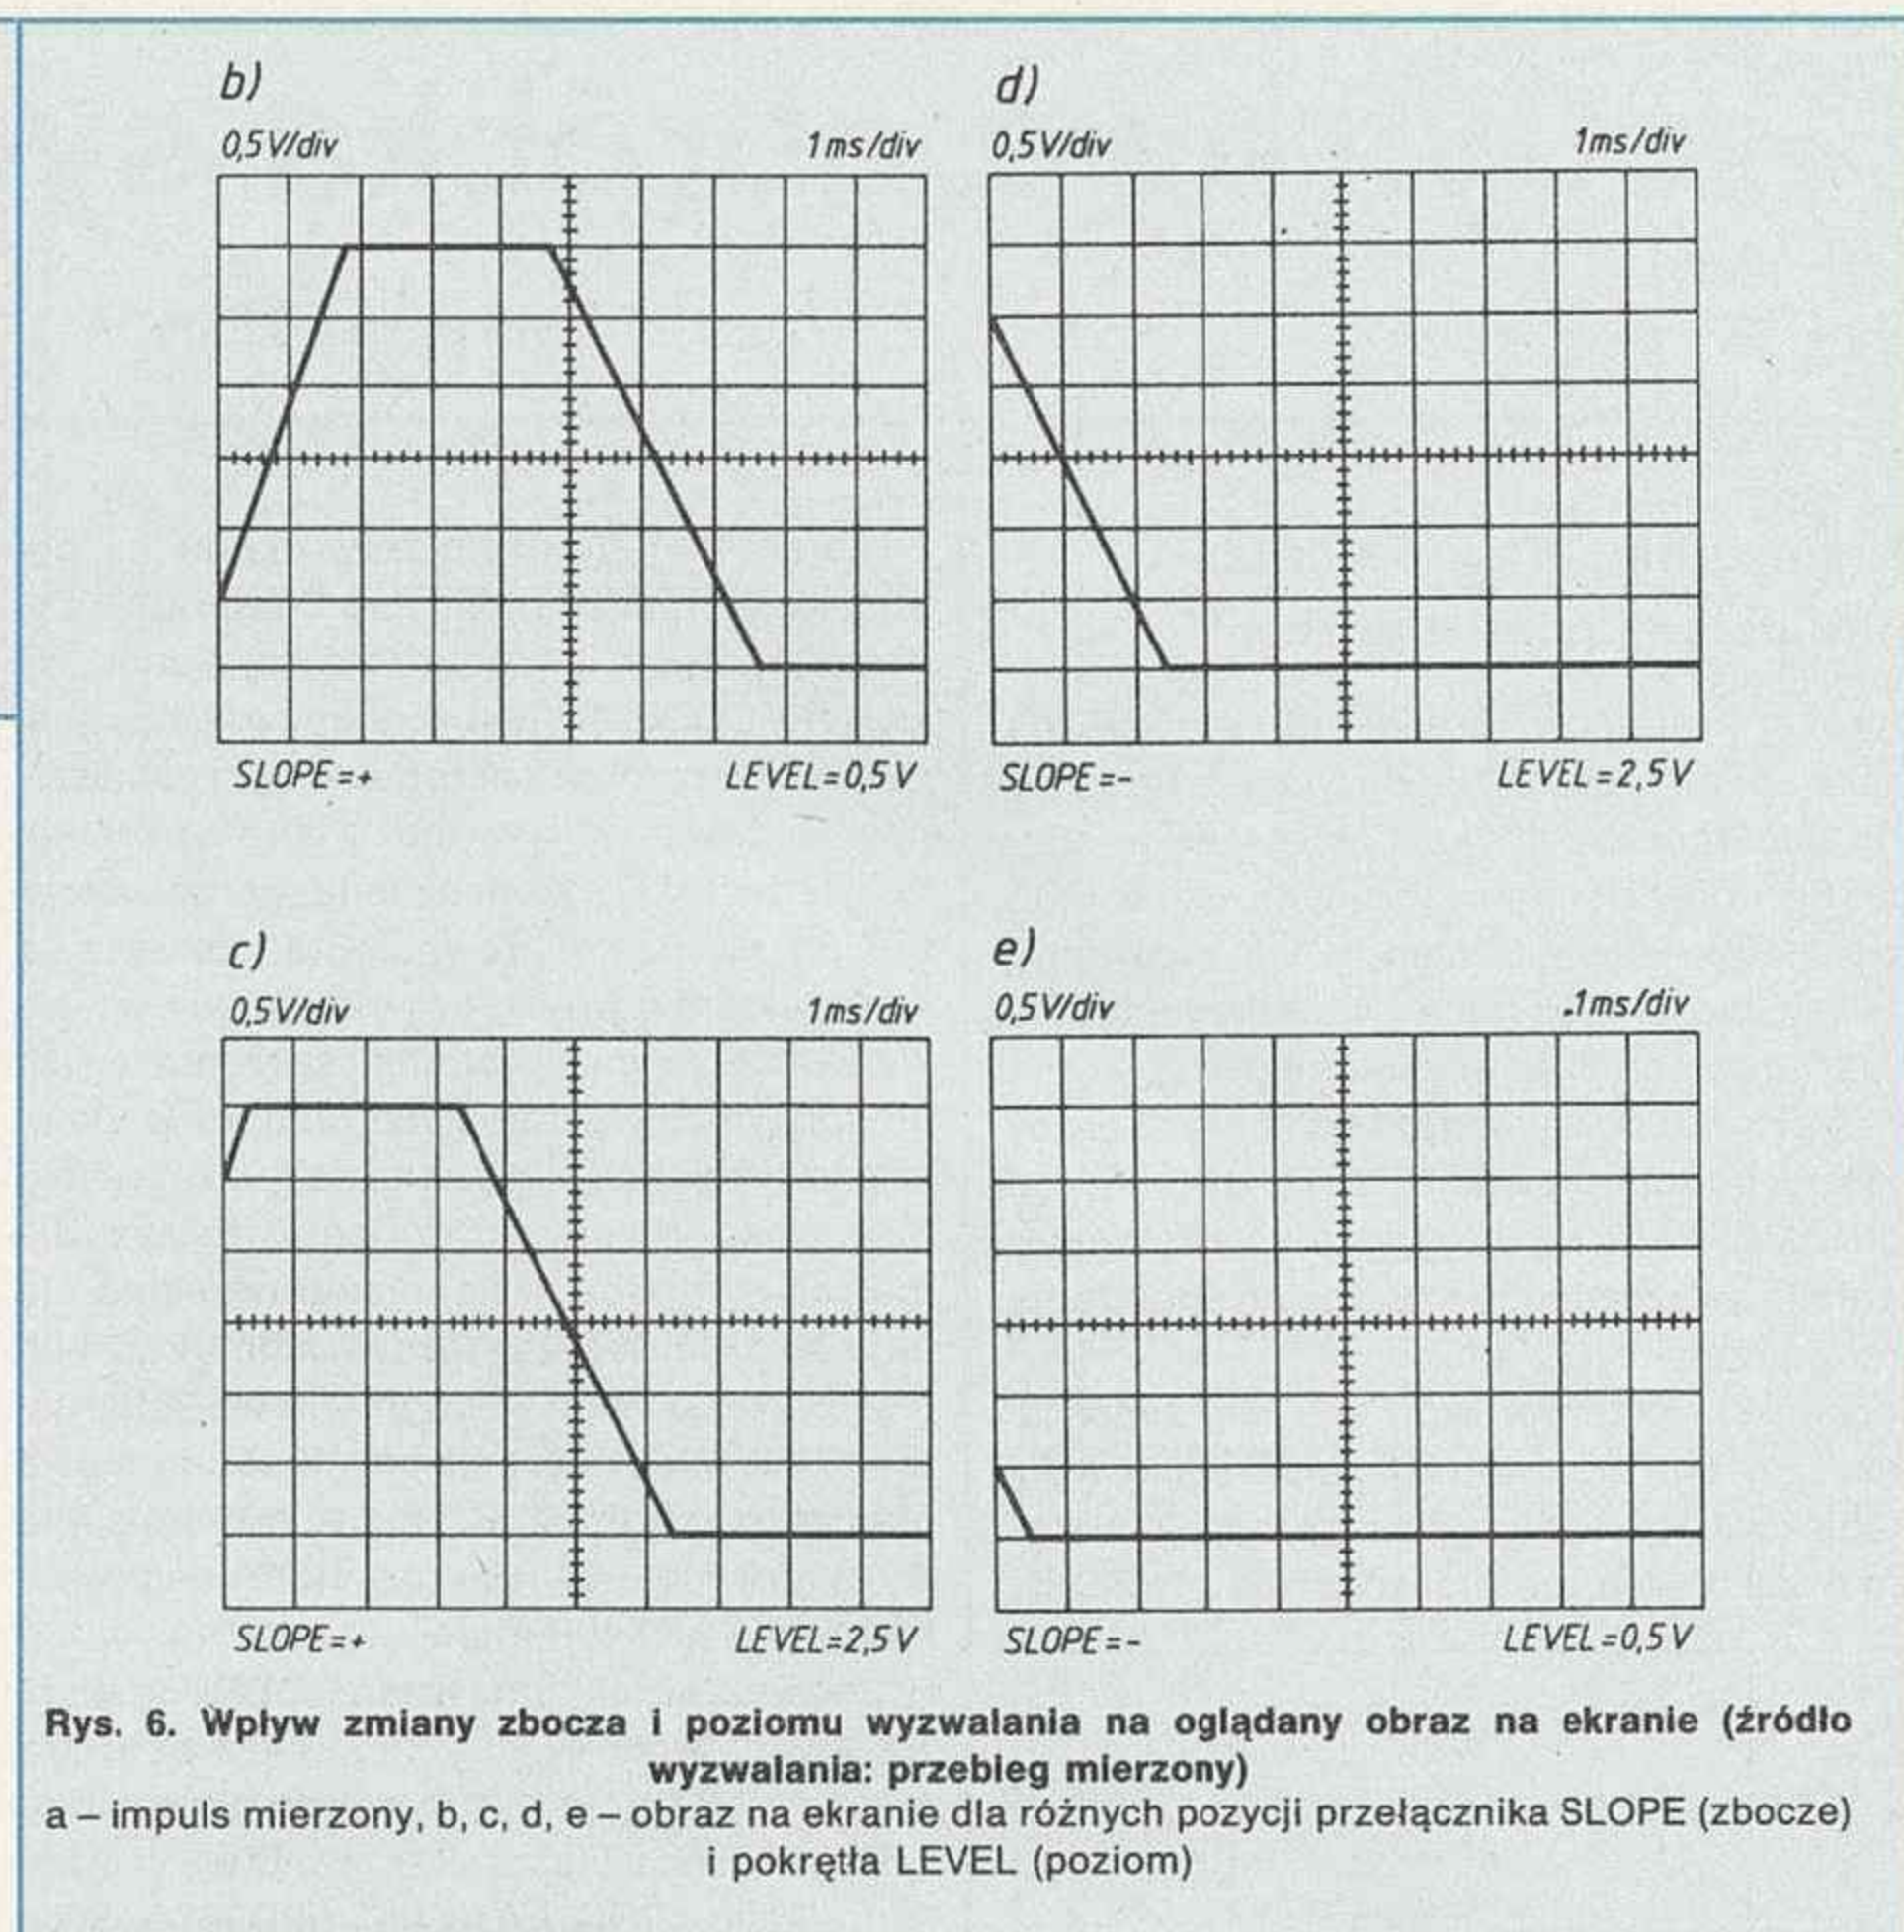 b)
0,5V/div 1ms/div
SLOPE=+ LEVEL=0,5V
d)
0,5V/div 1ms/div
SLOPE=- LEVEL=2,5V
c)
0,5V/div 1ms/div
SLOPE=+ LEVEL=2,5V
e)
0,5V/div .1ms/div
SLOPE=- LEVEL=0,5V
Rys. 6. Wpływ zmiany zbocza i poziomu wyzwalania na oglądany obraz na ekranie (źródło
wyzwalania: przebieg mierzony)
a – impuls mierzony, b, c, d, e – obraz na ekranie dla różnych pozycji przełącznika SLOPE (zbocze)
i pokrętła LEVEL (poziom)